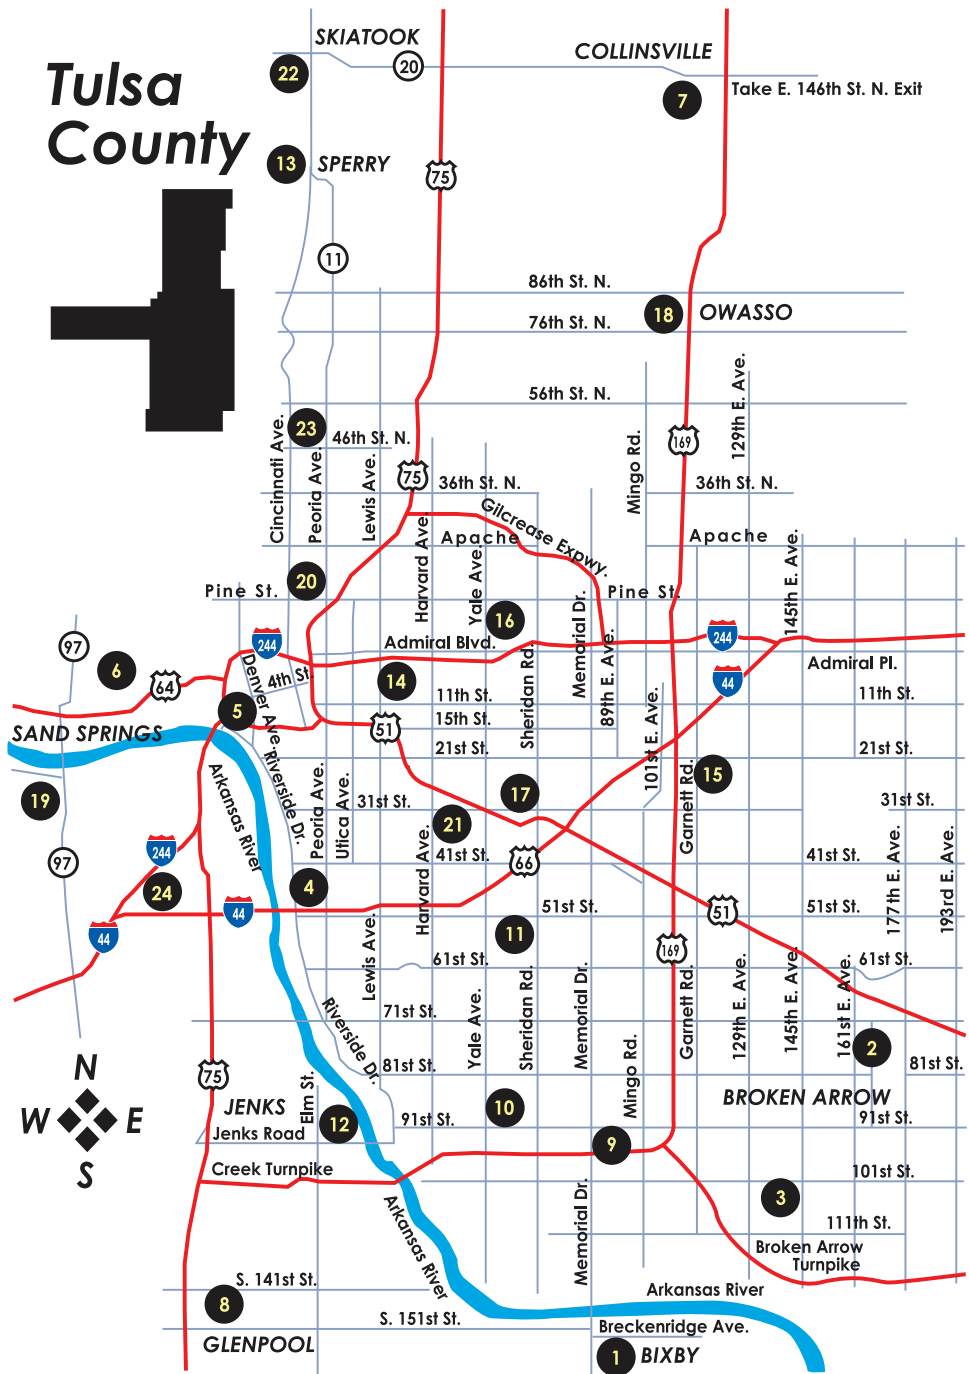 SKIATOOK
20
COLLINSVILLE
Tulsa
County
22
7
Take E. 146th St. N. Exit
13
SPERRY
75
11
86th St. N.
18
OWASSO
76th St. N.
129th E. Ave.
56th St. N.
23
46th St. N.
Cincinnati Ave.
Peoria Ave.
Lewis Ave.
Mingo Rd.
169
75
36th St. N.
36th St. N.
Gilcrease Expwy.
Harvard Ave.
Apache
Apache
Yale Ave.
145th E. Ave.
20
Pine St.
Pine St.
16
Memorial Dr.
97
244
Admiral Blvd.
244
Sheridan Rd.
89th E. Ave.
6
64
Denver Ave.
4th St.
14
44
Admiral Pl.
11th St.
11th St.
101st E. Ave.
5
15th St.
51
SAND SPRINGS
21st St.
21st St.
Arkansas River
Riverside Dr.
Peoria Ave.
Utica Ave.
15
Garnett Rd.
19
31st St.
17
31st St.
21
Harvard Ave.
177th E. Ave.
193rd E. Ave.
244
97
41st St.
66
41st St.
24
4
44
51st St.
51
51st St.
44
11
Lewis Ave.
61st St.
169
61st St.
Riverside Dr.
71st St.
Yale Ave.
Sheridan Rd.
Memorial Dr.
Mingo Rd.
Garnett Rd.
129th E. Ave.
145th E. Ave.
161st E. Ave.
2
N
75
81st St.
81st St.
W
E
S
JENKS
Elm St.
10
BROKEN ARROW
Jenks Road
12
91st St.
91st St.
9
Creek Turnpike
101st St.
3
Arkansas River
Memorial Dr.
111th St.
Broken Arrow
Turnpike
S. 141st St.
Arkansas River
8
S. 151st St.
Breckenridge Ave.
GLENPOOL
1
BIXBY